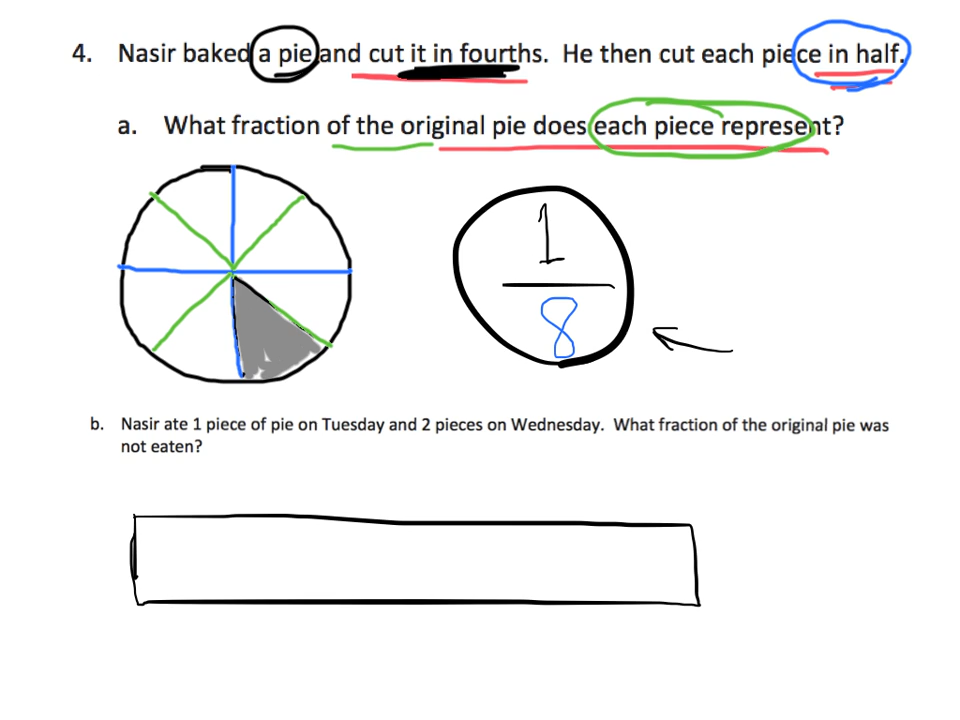 4. Nasir baked a pie and cut it in fourths. He then cut each piece in half.
a. What fraction of the original pie does each piece represent?
1
8
b. Nasir ate 1 piece of pie on Tuesday and 2 pieces on Wednesday. What fraction of the original pie was
not eaten?